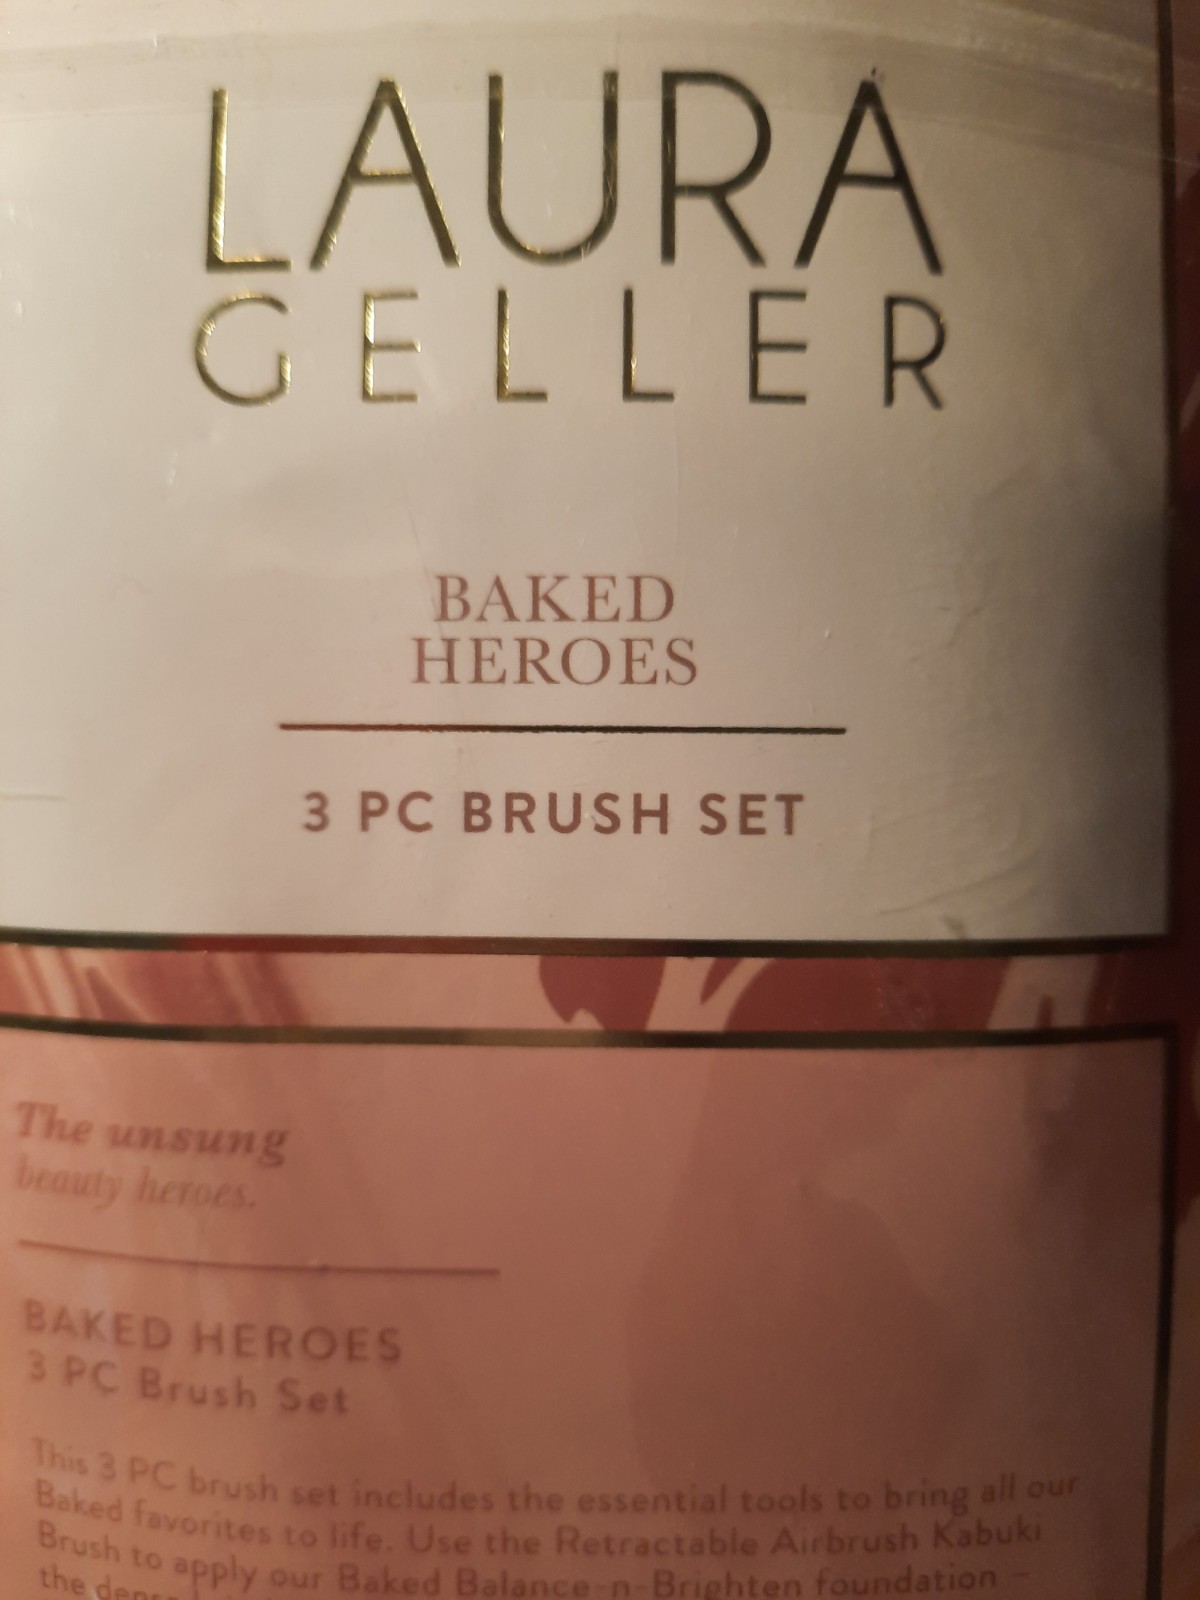 LAURA
GELLER
BAKED
HEROES
3 PC BRUSH SET
The unsung
beauty heroes.
BAKED HEROES
3 PC Brush Set
This 3 PC brush set includes the essential tools to bring all our
Baked favorites to life. Use the Retractable Airbrush Kabuki
Brush to apply our Baked Balance-n-Brighten foundation –
the